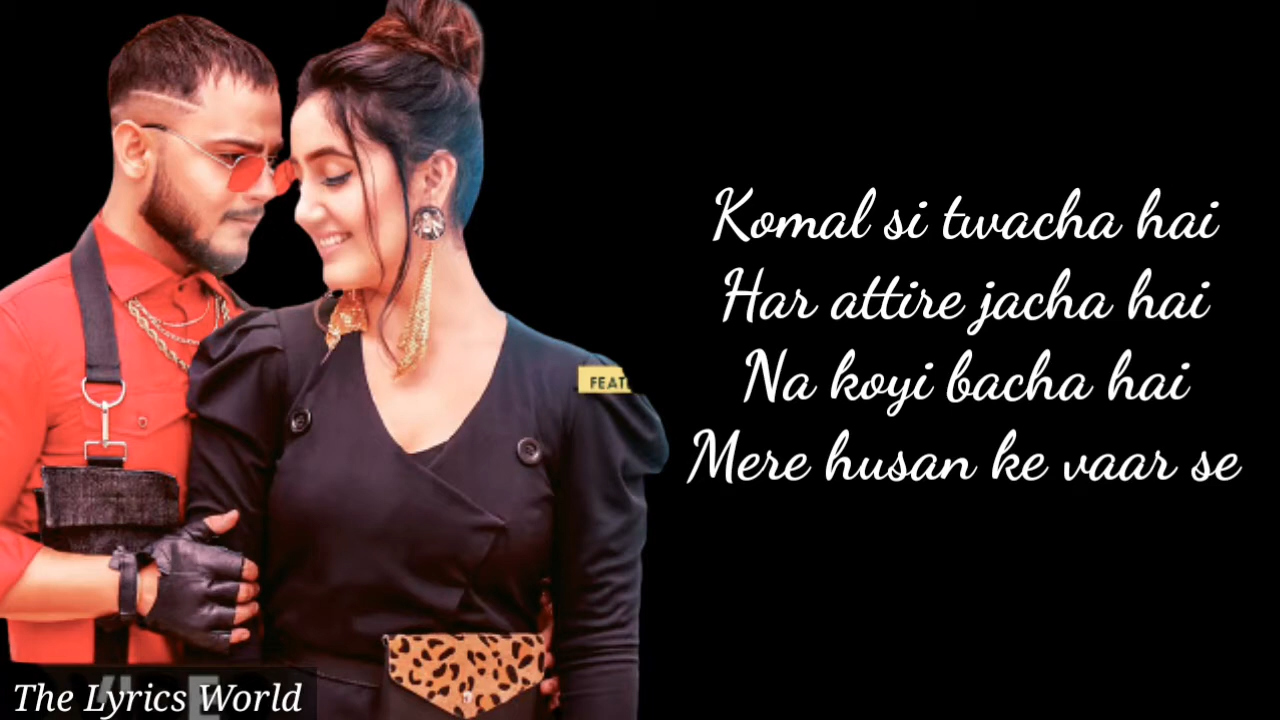 Komal si twacha hai
Har attire jacha hai
Na koyi bacha hai
Mere husan ke vaar se
The Lyrics World